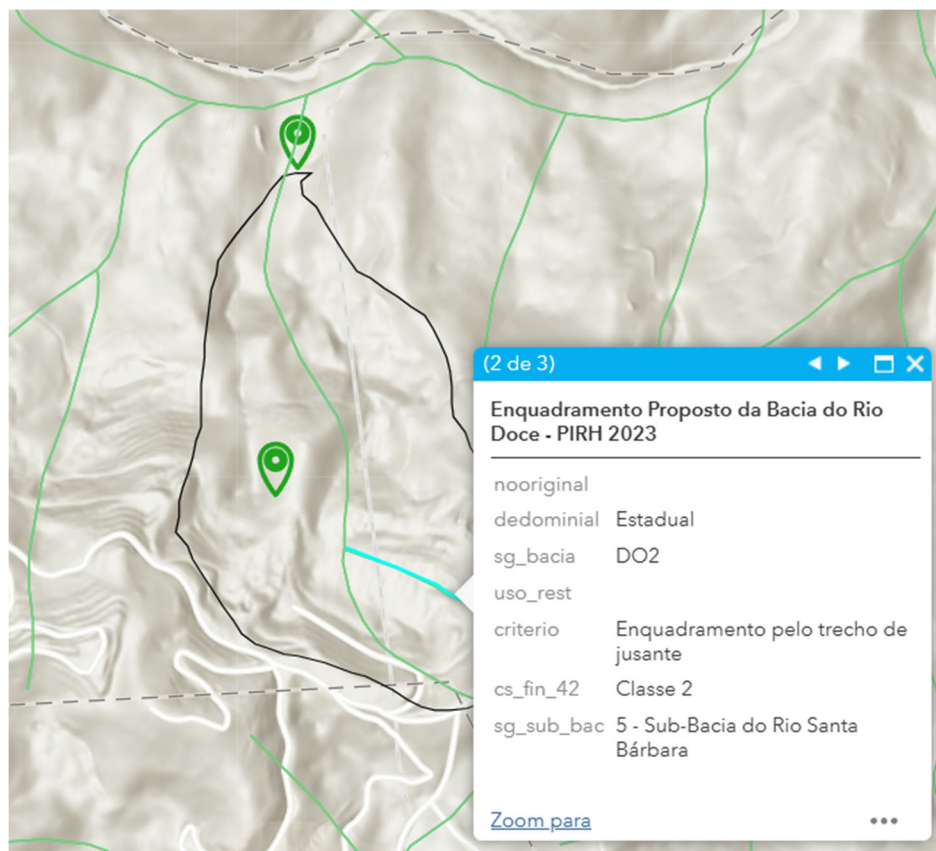 (2 de 3)
Enquadramento Proposto da Bacia do Rio
Doce - PIRH 2023
nooriginal
dedominial Estadual
sg_bacia DO2
uso_rest
criterio Enquadramento pelo trecho de
jusante
cs_fin_42 Classe 2
sg_sub_bac 5 - Sub-Bacia do Rio Santa
Bárbara
Zoom para